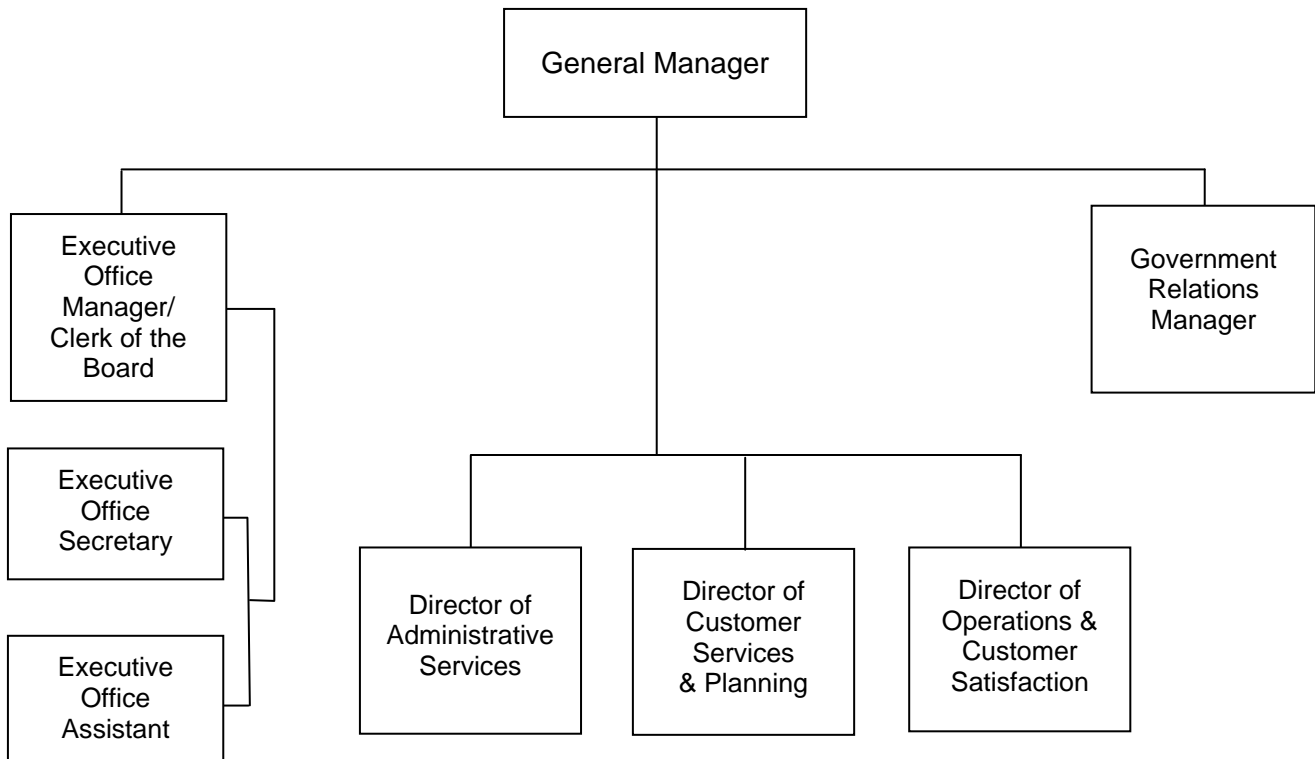 General Manager
Executive
Office
Manager/
Clerk of the
Board
Government
Relations
Manager
Executive
Office
Secretary
Executive
Office
Assistant
Director of
Administrative
Services
Director of
Customer
Services
& Planning
Director of
Operations &
Customer
Satisfaction